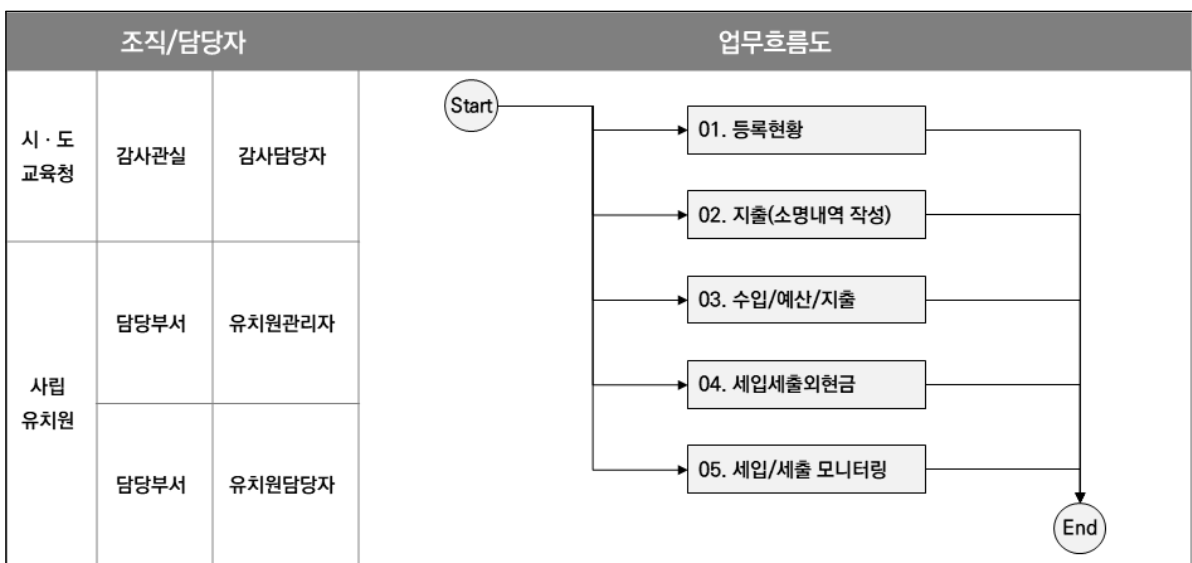 조직/담당자
업무흐름도
시 · 도
교육청
감사관실
감사담당자
사립
유치원
담당부서
유치원관리자
담당부서
유치원담당자
Start
01. 등록현황
02. 지출(소명내역 작성)
03. 수입/예산/지출
04. 세입세출외현금
05. 세입/세출 모니터링
End